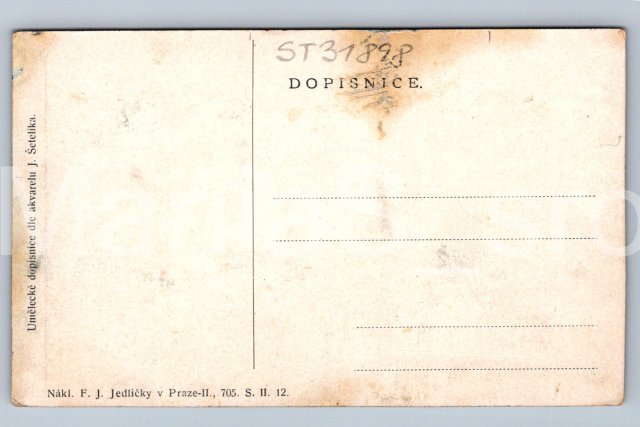 ST31898
DOPISNICE.
Umělecké dopisnice dle akvarelu J. Šetelíka.
Nákl. F. J. Jedličky v Praze-II., 705. S. II. 12.